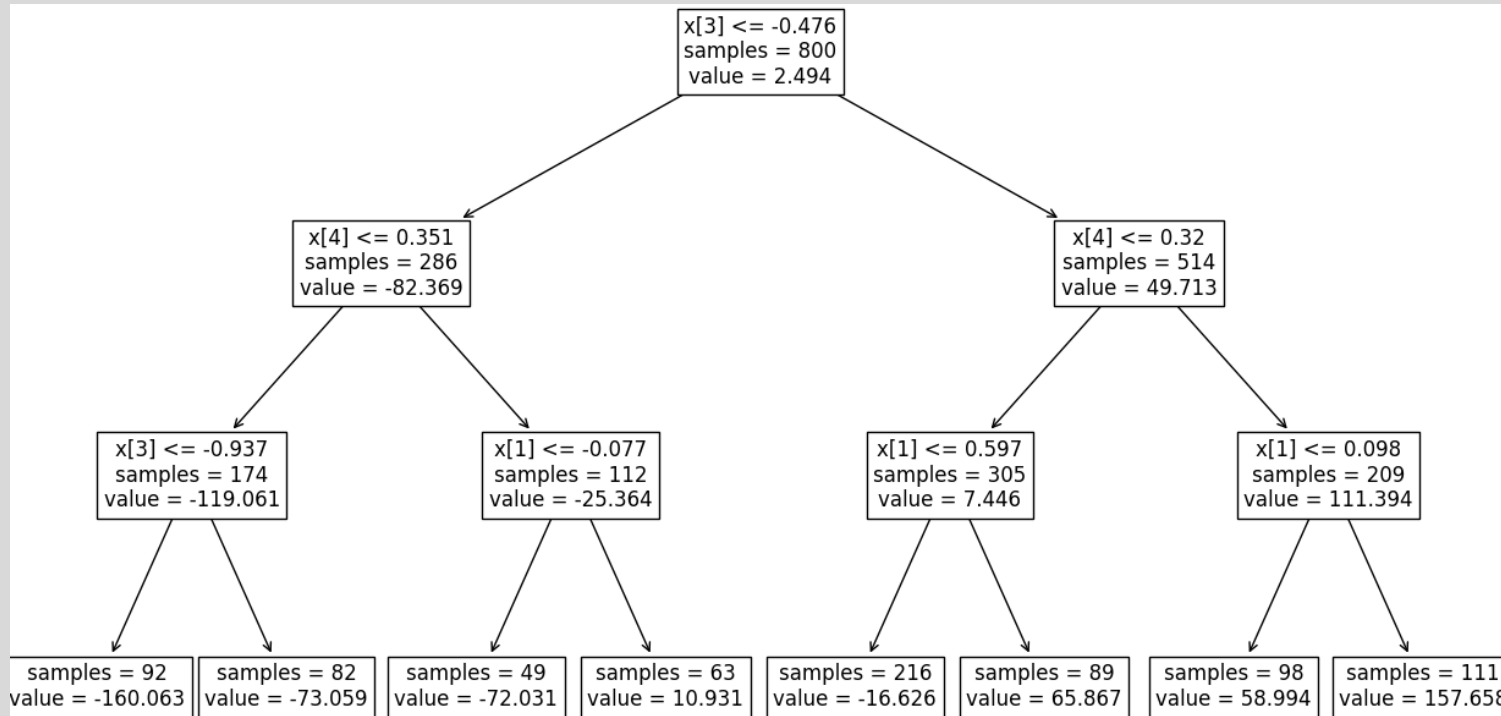 x[3] <= -0.476
samples = 800
value = 2.494
x[4] <= 0.351
samples = 286
value = -82.369
x[4] <= 0.32
samples = 514
value = 49.713
x[3] <= -0.937
samples = 174
value = -119.061
x[1] <= -0.077
samples = 112
value = -25.364
x[1] <= 0.597
samples = 305
value = 7.446
x[1] <= 0.098
samples = 209
value = 111.394
samples = 92
value = -160.063
samples = 82
value = -73.059
samples = 49
value = -72.031
samples = 63
value = 10.931
samples = 216
value = -16.626
samples = 89
value = 65.867
samples = 98
value = 58.994
samples = 111
value = 157.658